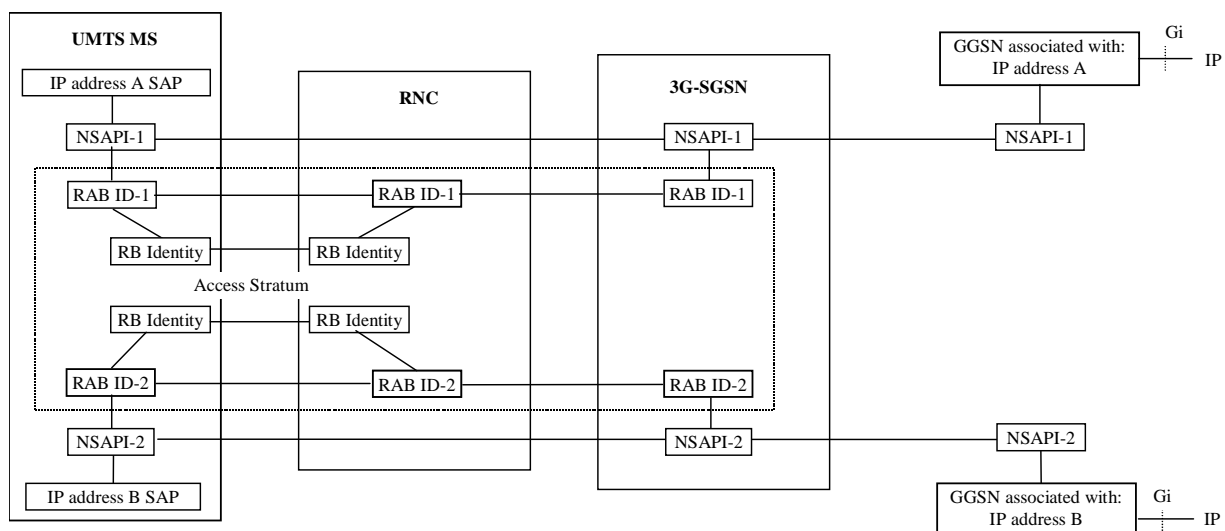 UMTS MS
GGSN associated with:
IP address A
Gi
IP
IP address A SAP
RNC
3G-SGSN
NSAPI-1
NSAPI-1
NSAPI-1
RAB ID-1
RAB ID-1
RAB ID-1
RB Identity
RB Identity
Access Stratum
RB Identity
RB Identity
RAB ID-2
RAB ID-2
RAB ID-2
NSAPI-2
NSAPI-2
NSAPI-2
IP address B SAP
GGSN associated with:
IP address B
Gi
IP